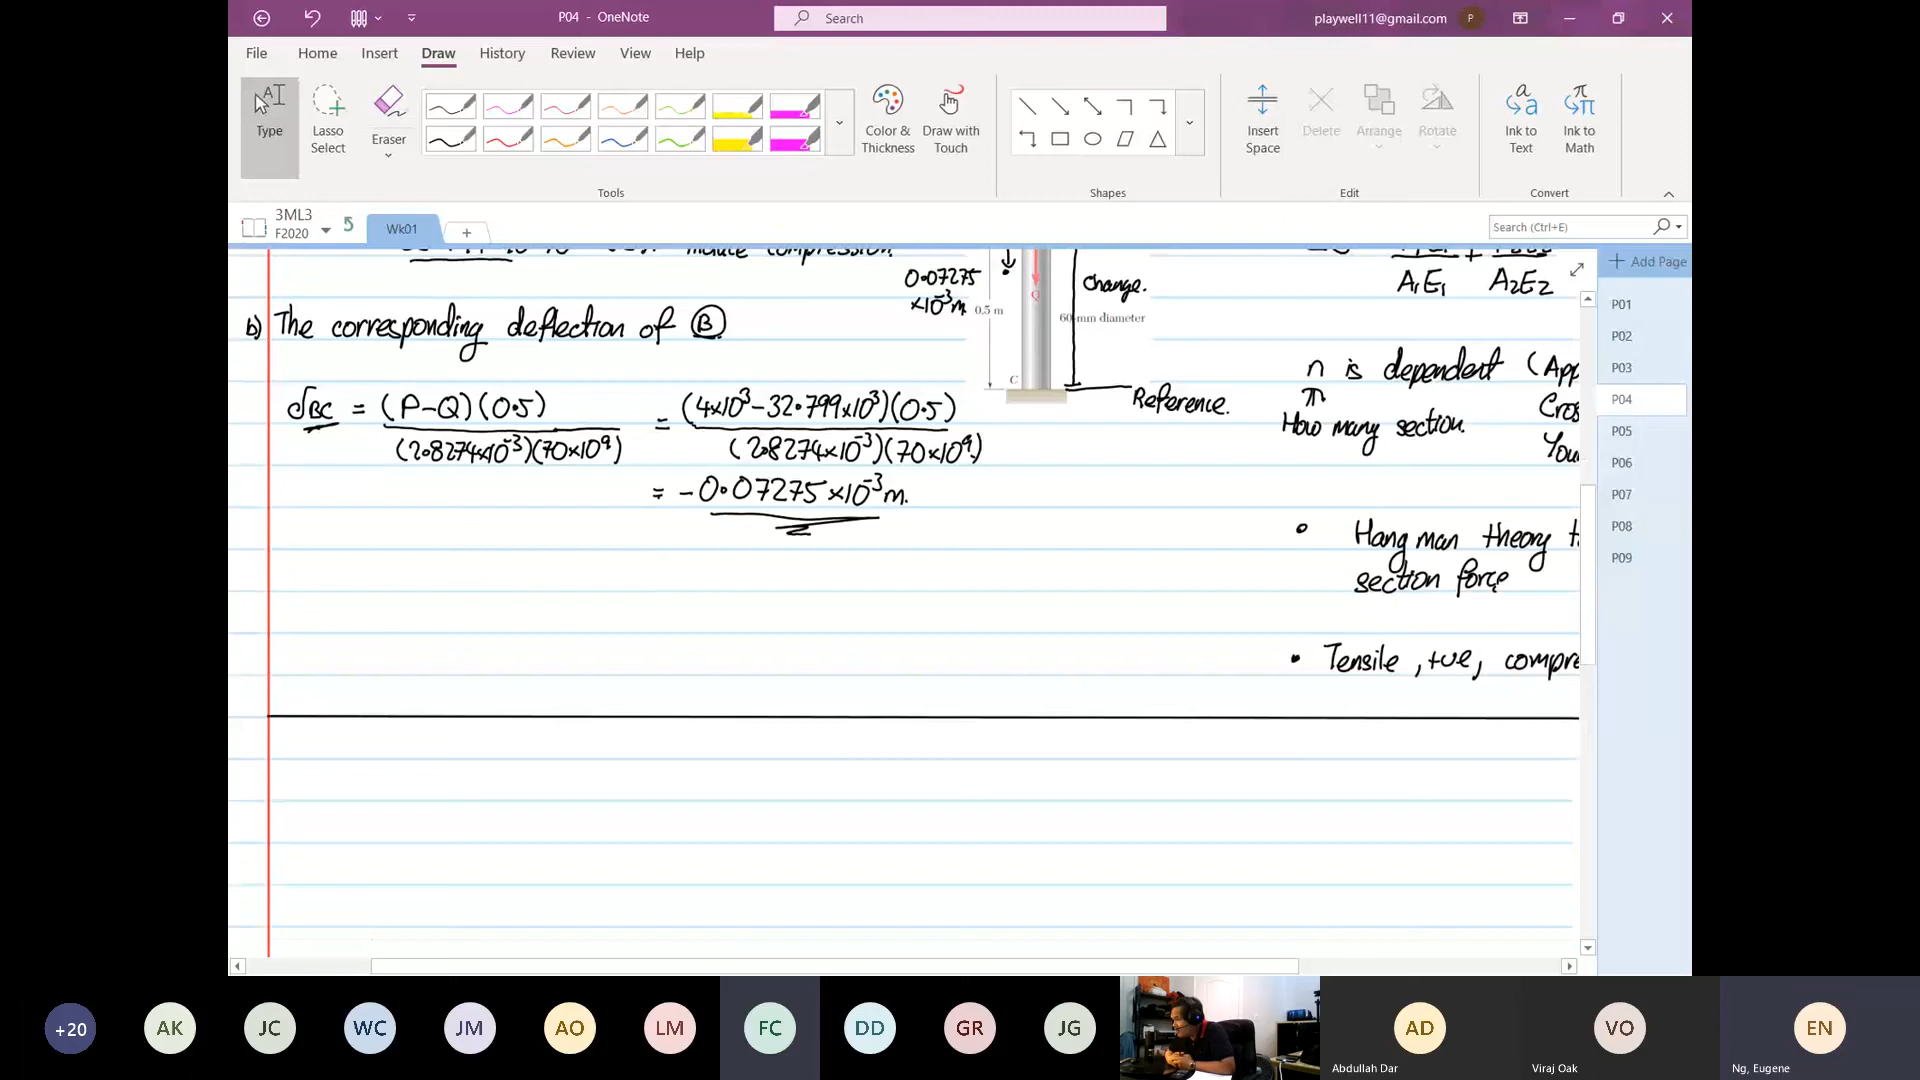 P04 - OneNote
Search
playwell11@gmail.com
P
File Home Insert Draw History Review View Help
Type
Lasso
Select
Eraser
Color &
Thickness
Draw with
Touch
Insert
Space
Delete
Arrange
Rotate
Ink to
Text
Ink to
Math
Tools
Shapes
Edit
Convert
3ML3
F2020
Wk01
Search (Ctrl+E)
Add Page
P01
P02
P03
P04
P05
P06
P07
P08
P09
compression.
0.07275
×10⁻³m
0.5 m
Q
Change.
60-mm diameter
C
Reference.
A₁E₁ + A₂E₂
b) The corresponding deflection of B
δBC = (P-Q)(0.5) / (2.8274×10⁻³)(70×10⁹) = (4×10³-32.799×10³)(0.5) / (2.8274×10⁻³)(70×10⁹)
= -0.07275×10⁻³m.
n is dependent (App
How many section.
Cros
You
• Hang man theory t
section force
• Tensile, +ve, compre
+20 AK JC WC JM AO LM FC DD GR JG AD VO EN
Abdullah Dar
Viraj Oak
Ng, Eugene